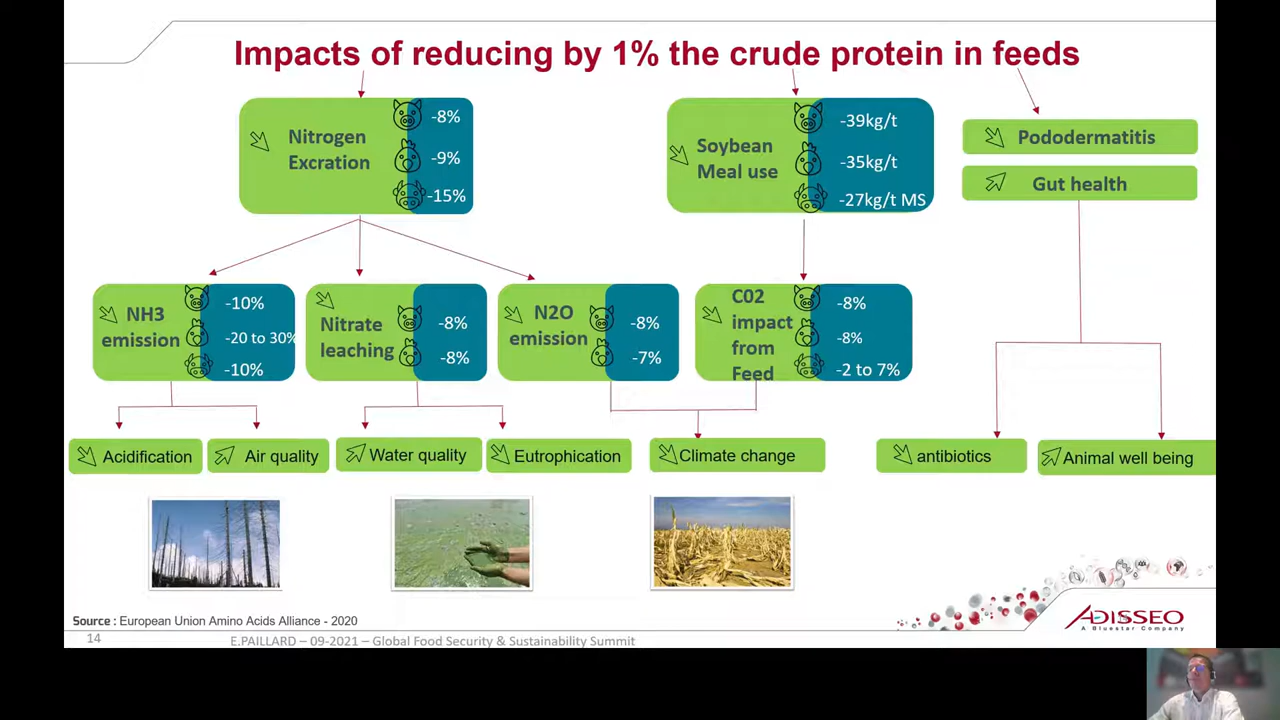 Impacts of reducing by 1% the crude protein in feeds
Nitrogen
Excration
-8%
-9%
-15%
Soybean
Meal use
-39kg/t
-35kg/t
-27kg/t MS
Pododermatitis
Gut health
NH3
emission
-10%
-20 to 30%
-10%
Nitrate
leaching
-8%
-8%
N2O
emission
-8%
-7%
C02
impact
from
Feed
-8%
-8%
-2 to 7%
Acidification
Air quality
Water quality
Eutrophication
Climate change
antibiotics
Animal well being
Source : European Union Amino Acids Alliance - 2020
14
E.PAILLARD – 09-2021 – Global Food Security & Sustainability Summit
ADISSEO
A Bluestar Company